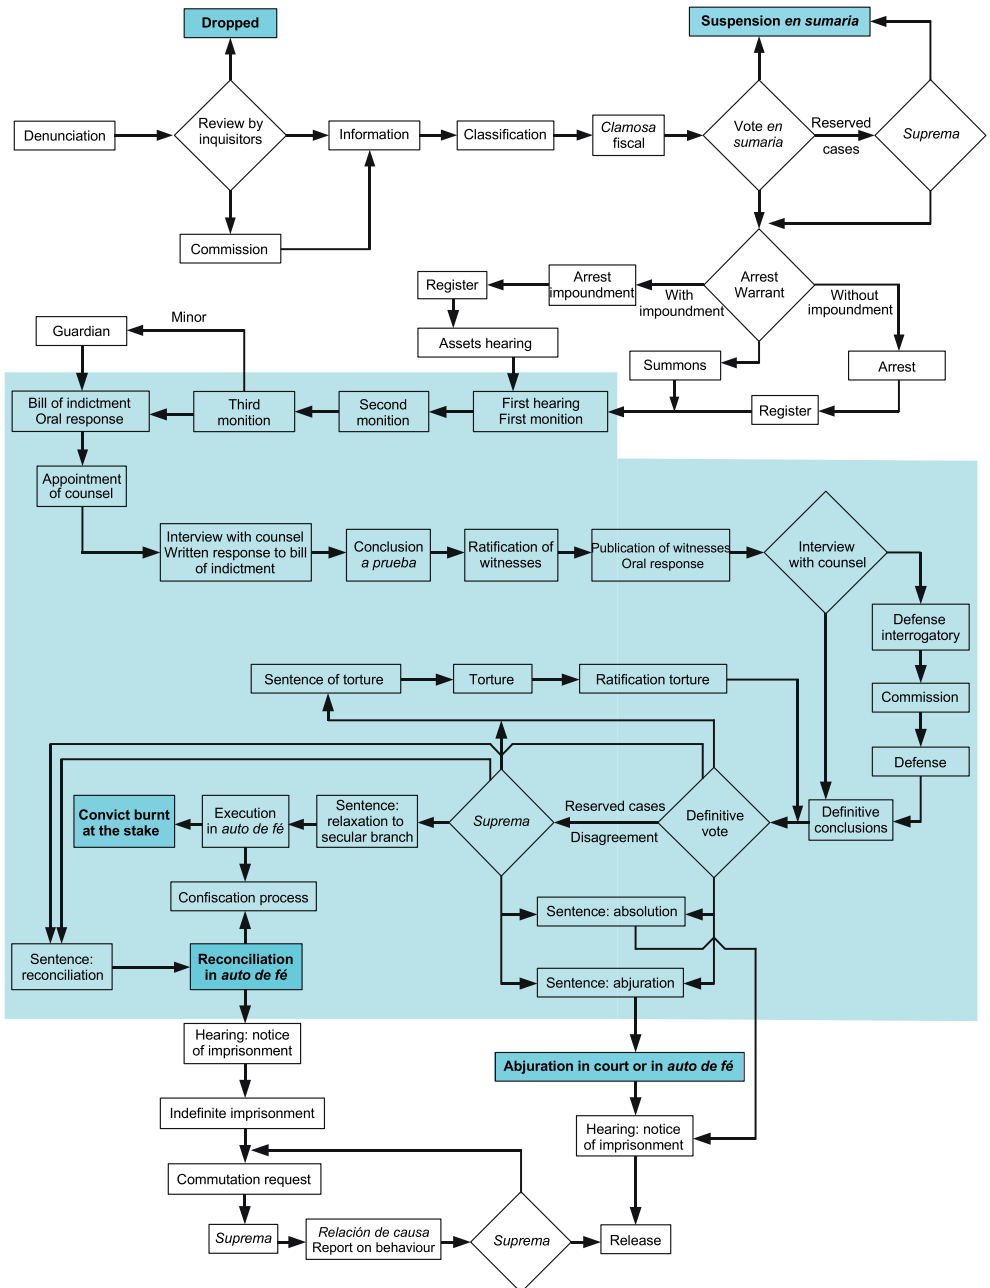 Dropped
Suspension en sumaria
Denunciation
Review by
inquisitors
Information
Classification
Clamosa
fiscal
Vote en
sumaria
Reserved
cases
Suprema
Commission
Register
Arrest
impoundment
With
impoundment
Arrest
Warrant
Without
impoundment
Guardian
Minor
Assets hearing
Summons
Arrest
Bill of indictment
Oral response
Third
monition
Second
monition
First hearing
First monition
Register
Appointment
of counsel
Interview with counsel
Written response to bill
of indictment
Conclusion
a prueba
Ratification of
witnesses
Publication of witnesses
Oral response
Interview
with counsel
Defense
interrogatory
Sentence of torture
Torture
Ratification torture
Commission
Defense
Convict burnt
at the stake
Execution
in auto de fé
Sentence:
relaxation to
secular branch
Suprema
Reserved cases
Disagreement
Definitive
vote
Definitive
conclusions
Confiscation process
Sentence: absolution
Sentence:
reconciliation
Reconciliation
in auto de fé
Sentence: abjuration
Hearing: notice
of imprisonment
Abjuration in court or in auto de fé
Indefinite imprisonment
Hearing: notice
of imprisonment
Commutation request
Suprema
Relación de causa
Report on behaviour
Suprema
Release